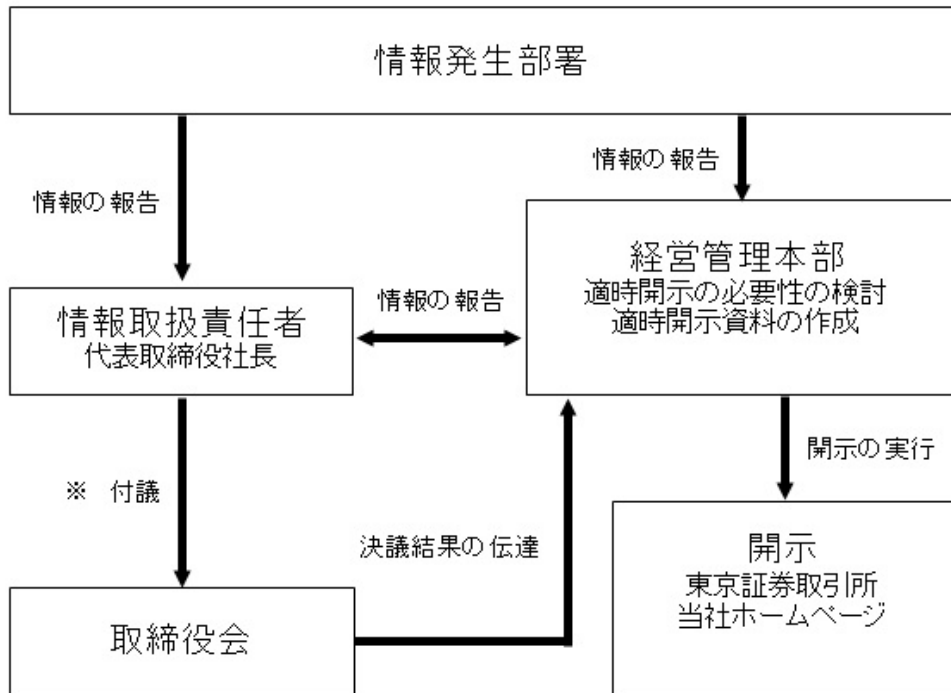 情報発生部署
情報の報告
情報の報告
経営管理本部
適時開示の必要性の検討
適時開示資料の作成
情報の報告
情報取扱責任者
代表取締役社長
開示の実行
※ 付議
決議結果の伝達
開示
東京証券取引所
当社ホームページ
取締役会